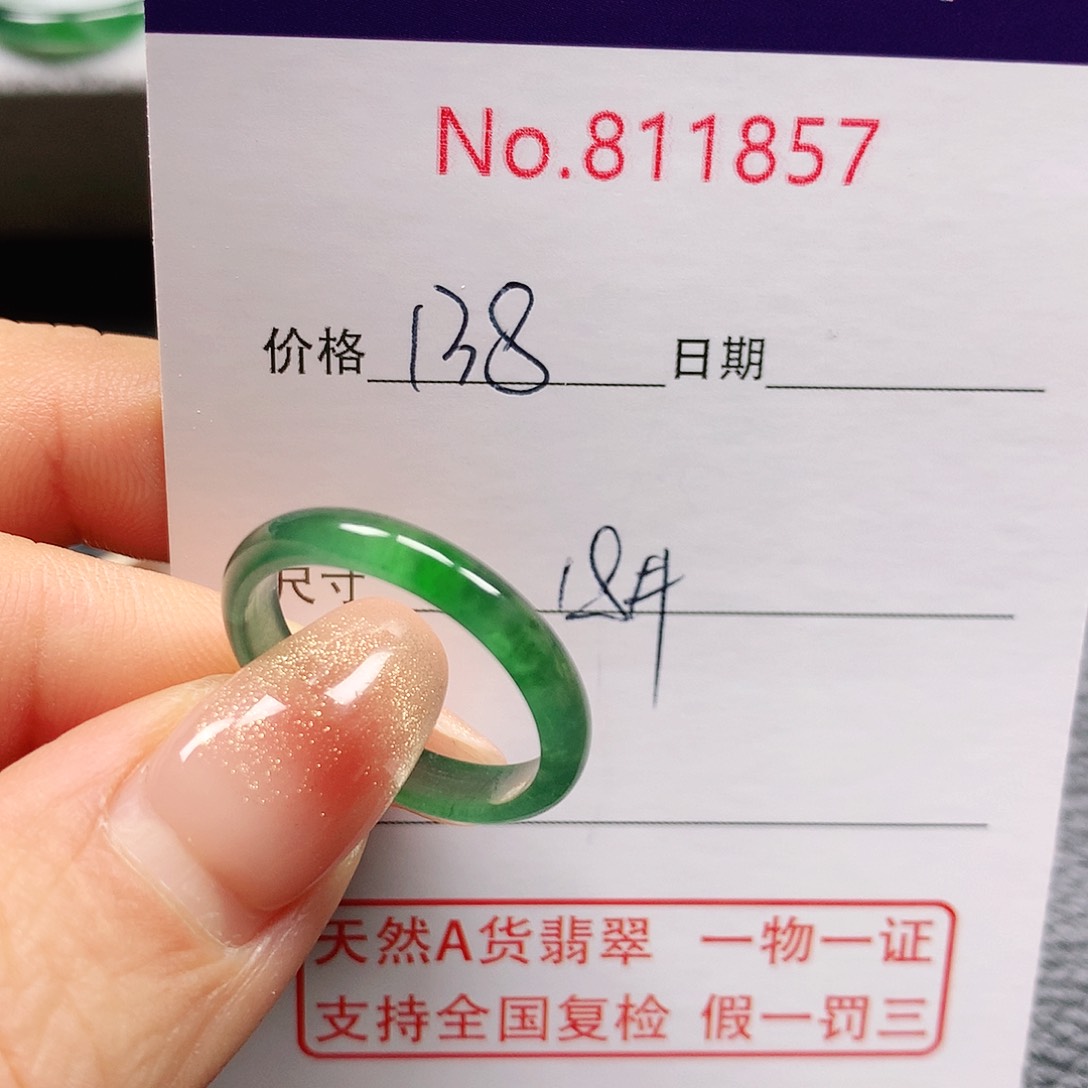 No.811857
价格 138 日期
尺寸 18#
天然A货翡翠 一物一证
支持全国复检 假一罚三